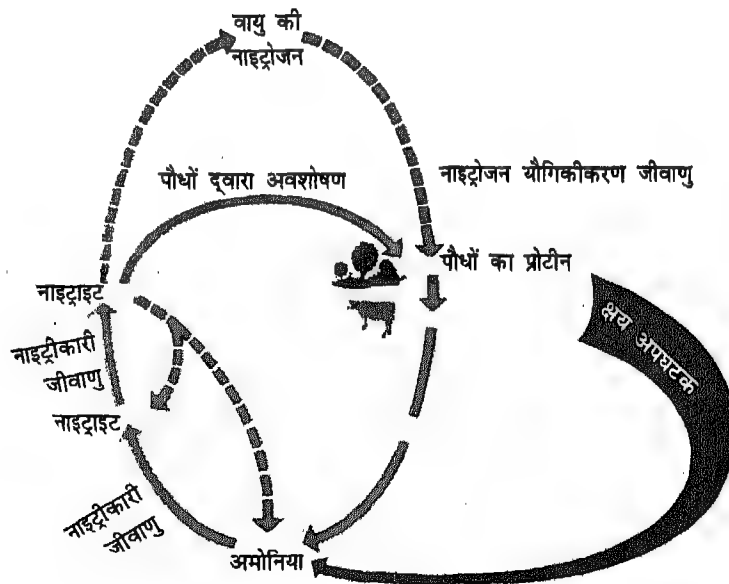 वायु की
नाइट्रोजन
पौधों द्वारा अवशोषण
नाइट्रोजन यौगिकीकरण जीवाणु
पौधों का प्रोटीन
नाइट्राइट
क्षय अपघटक
नाइट्रीकारी
जीवाणु
नाइट्राइट
नाइट्रीकारी
जीवाणु
अमोनिया